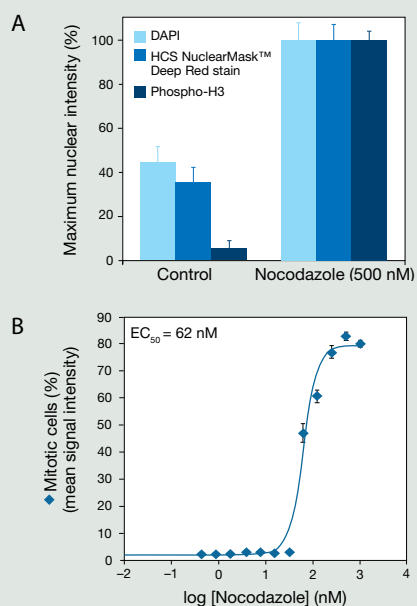 A
Maximum nuclear intensity (%)
100
80
60
40
20
0
DAPI
HCS NuclearMask™
Deep Red stain
Phospho-H3
Control
Nocodazole (500 nM)
B
Mitotic cells (%)
(mean signal intensity)
90
80
70
60
50
40
30
20
10
0
EC50 = 62 nM
−2 −1 0 1 2 3 4
log [Nocodazole] (nM)